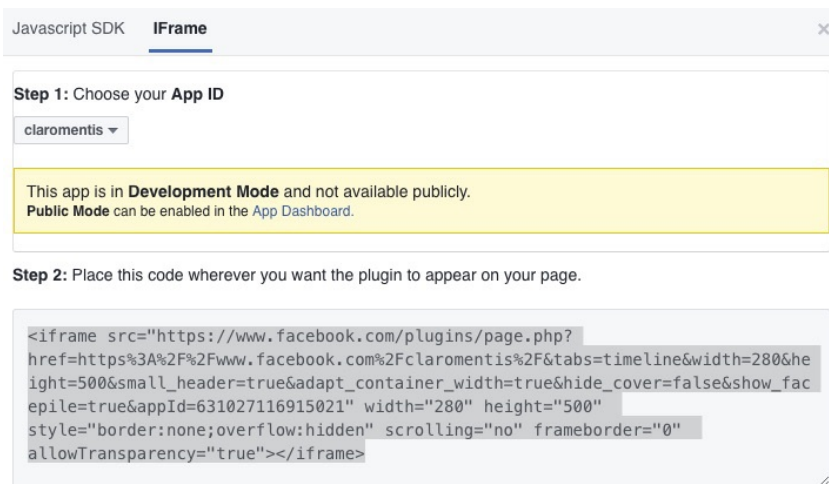 Javascript SDK IFrame
Step 1: Choose your App ID
claromentis
This app is in Development Mode and not available publicly.
Public Mode can be enabled in the App Dashboard.
Step 2: Place this code wherever you want the plugin to appear on your page.
<iframe src="https://www.facebook.com/plugins/page.php?
href=https%3A%2F%2Fwww.facebook.com%2Fclaromentis%2F&tabs=timeline&width=280&he
ight=500&small_header=true&adapt_container_width=true&hide_cover=false&show_fac
epile=true&appId=631027116915021" width="280" height="500"
style="border:none;overflow:hidden" scrolling="no" frameborder="0"
allowTransparency="true"></iframe>